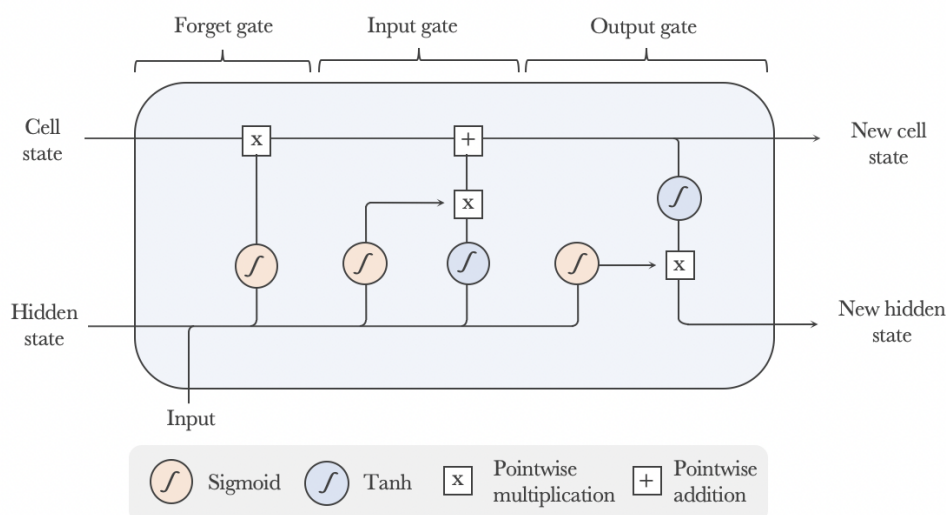 Forget gate
Input gate
Output gate
Cell
state
x
+
New cell
state
x
x
Hidden
state
New hidden
state
Input
Sigmoid
Tanh
x
Pointwise
multiplication
+
Pointwise
addition